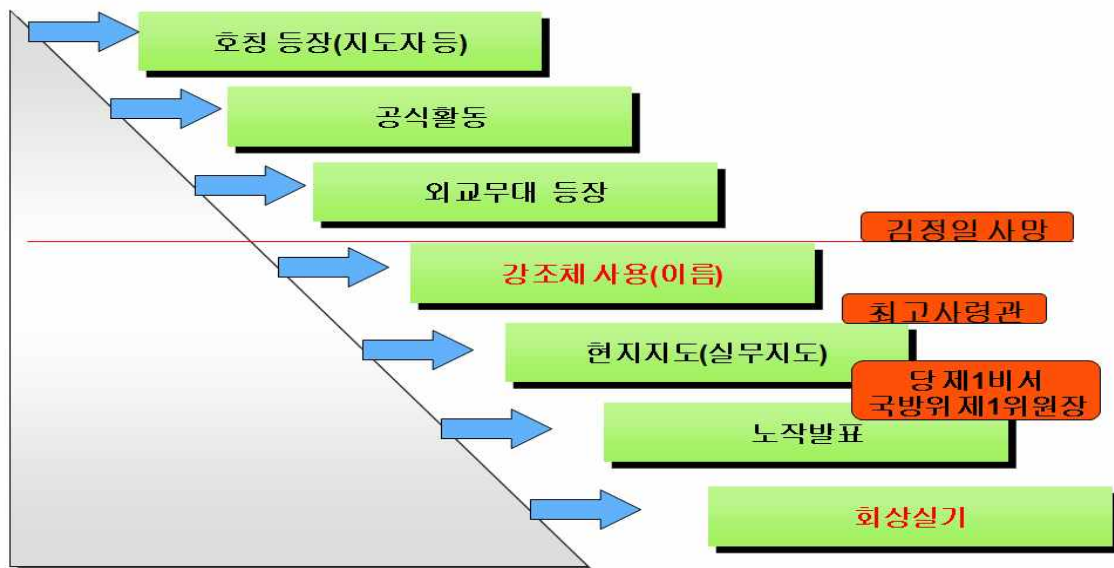 호칭 등장(지도자 등)
공식활동
외교무대 등장
김정일 사망
강조체 사용(이름)
최고사령관
현지지도(실무지도)
당 제1비서
국방위 제1위원장
노작발표
회상실기